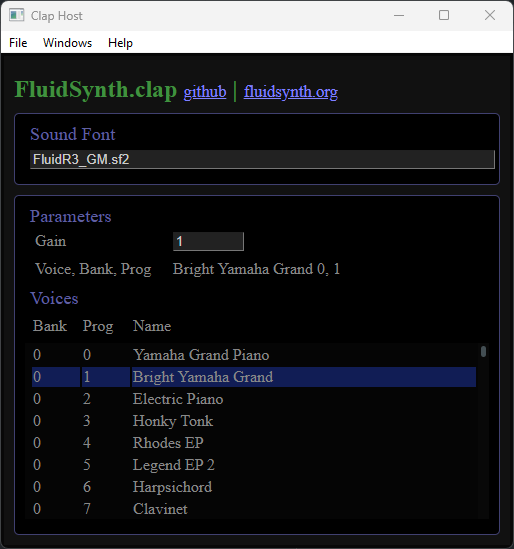 Clap Host
File Windows Help
FluidSynth.clap github | fluidsynth.org
Sound Font
FluidR3_GM.sf2
Parameters
Gain 1
Voice, Bank, Prog Bright Yamaha Grand 0, 1
Voices
Bank Prog Name
0 0 Yamaha Grand Piano
0 1 Bright Yamaha Grand
0 2 Electric Piano
0 3 Honky Tonk
0 4 Rhodes EP
0 5 Legend EP 2
0 6 Harpsichord
0 7 Clavinet